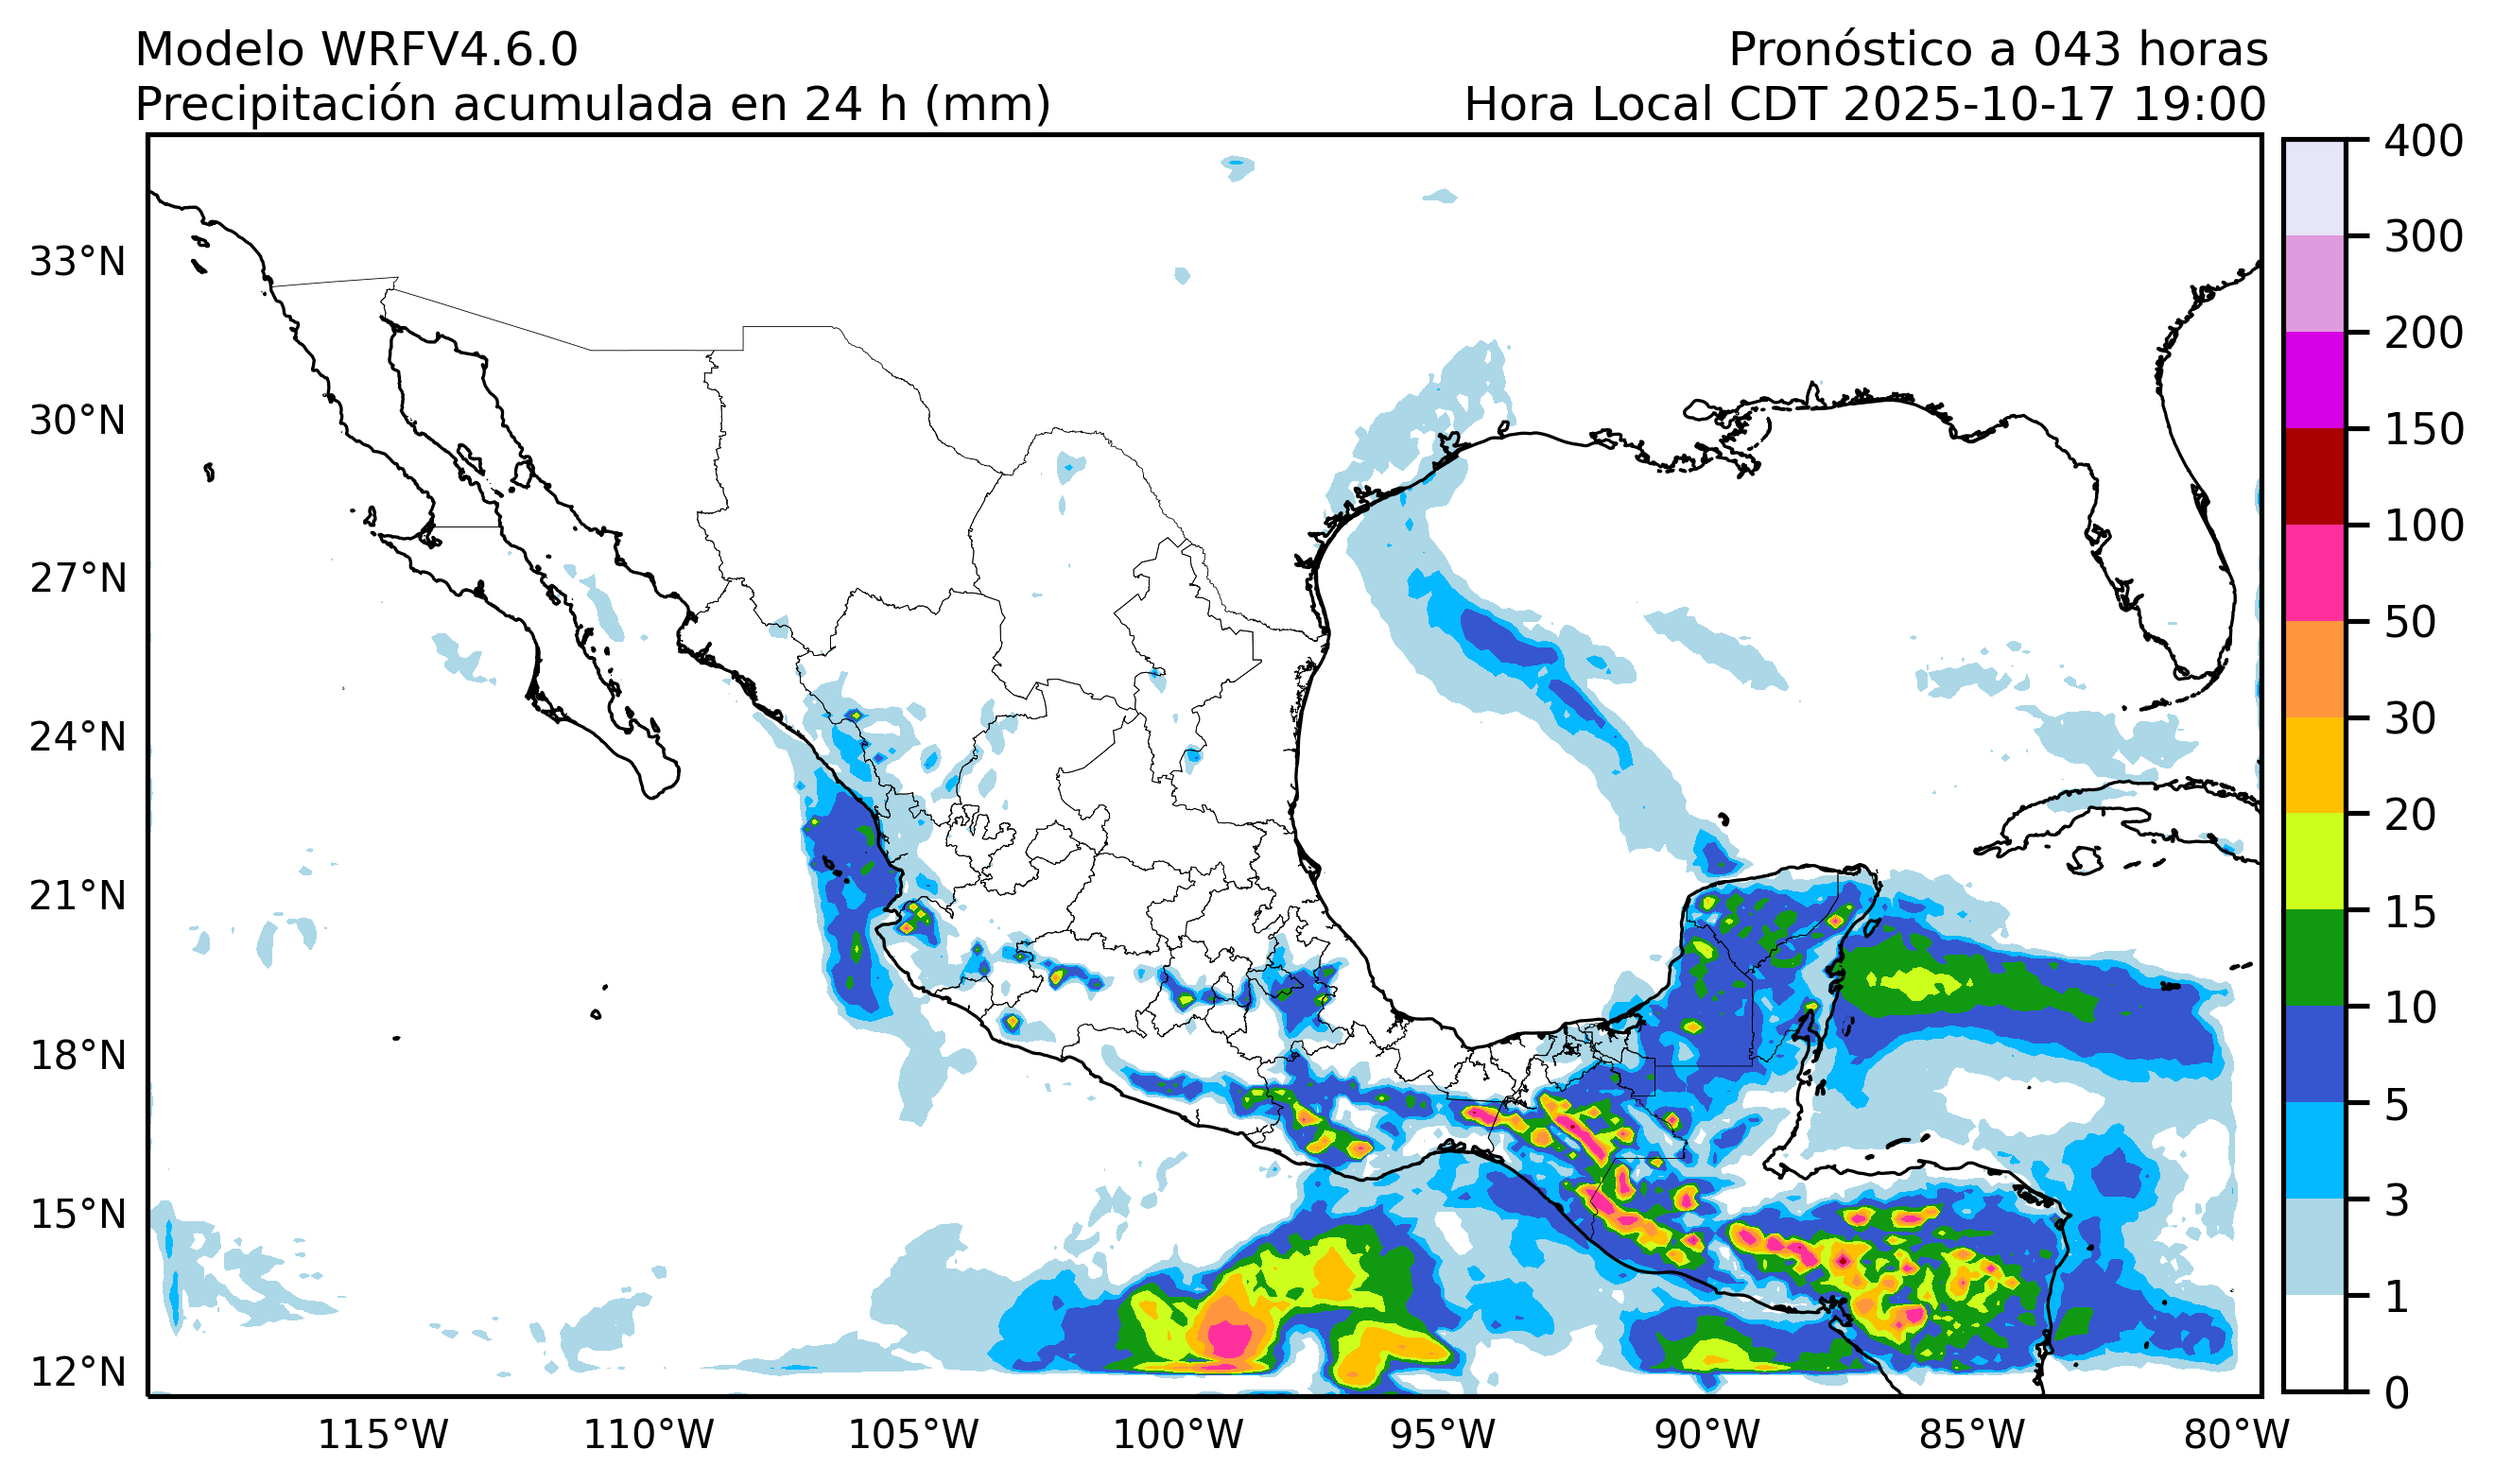 Modelo WRFV4.6.0
Pronóstico a 043 horas
Precipitación acumulada en 24 h (mm)
Hora Local CDT 2025-10-17 19:00
400
300
200
150
100
50
30
20
15
10
5
3
1
0
33°N
30°N
27°N
24°N
21°N
18°N
15°N
12°N
115°W 110°W 105°W 100°W 95°W 90°W 85°W 80°W